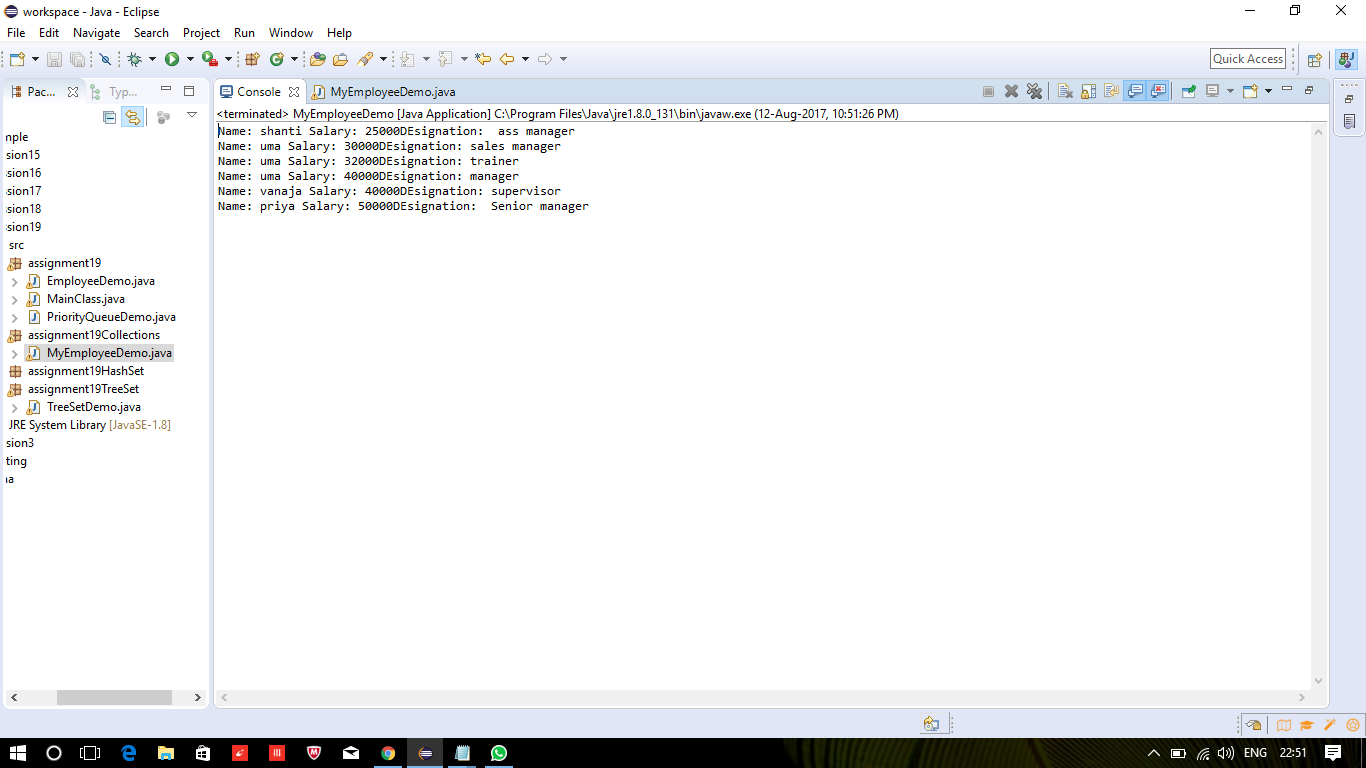 workspace - Java - Eclipse
File Edit Navigate Search Project Run Window Help
Quick Access
Pac... Typ...
Console MyEmployeeDemo.java
<terminated> MyEmployeeDemo [Java Application] C:\Program Files\Java\jre1.8.0_131\bin\javaw.exe (12-Aug-2017, 10:51:26 PM)
Name: shanti Salary: 25000DEsignation:  ass manager
Name: uma Salary: 30000DEsignation: sales manager
Name: uma Salary: 32000DEsignation: trainer
Name: uma Salary: 40000DEsignation: manager
Name: vanaja Salary: 40000DEsignation: supervisor
Name: priya Salary: 50000DEsignation:  Senior manager
nple
sion15
sion16
sion17
sion18
sion19
src
assignment19
EmployeeDemo.java
MainClass.java
PriorityQueueDemo.java
assignment19Collections
MyEmployeeDemo.java
assignment19HashSet
assignment19TreeSet
TreeSetDemo.java
JRE System Library [JavaSE-1.8]
sion3
ting
ENG 22:51